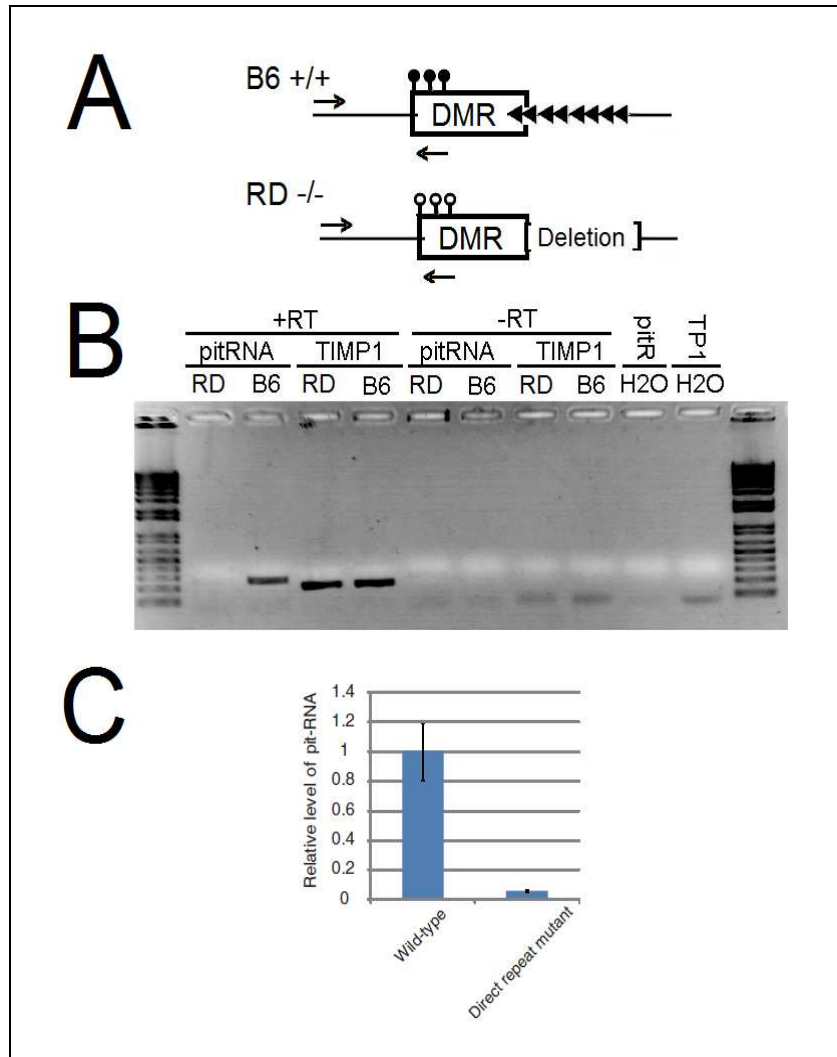 A
B6 +/+
DMR
RD -/-
DMR
Deletion
B
+RT
-RT
pitR
TP1
pitRNA
TIMP1
pitRNA
TIMP1
RD
B6
RD
B6
RD
B6
RD
B6
H2O
H2O
C
Relative level of pit-RNA
1.4
1.2
1
0.8
0.6
0.4
0.2
0
Wild-type
Direct repeat mutant